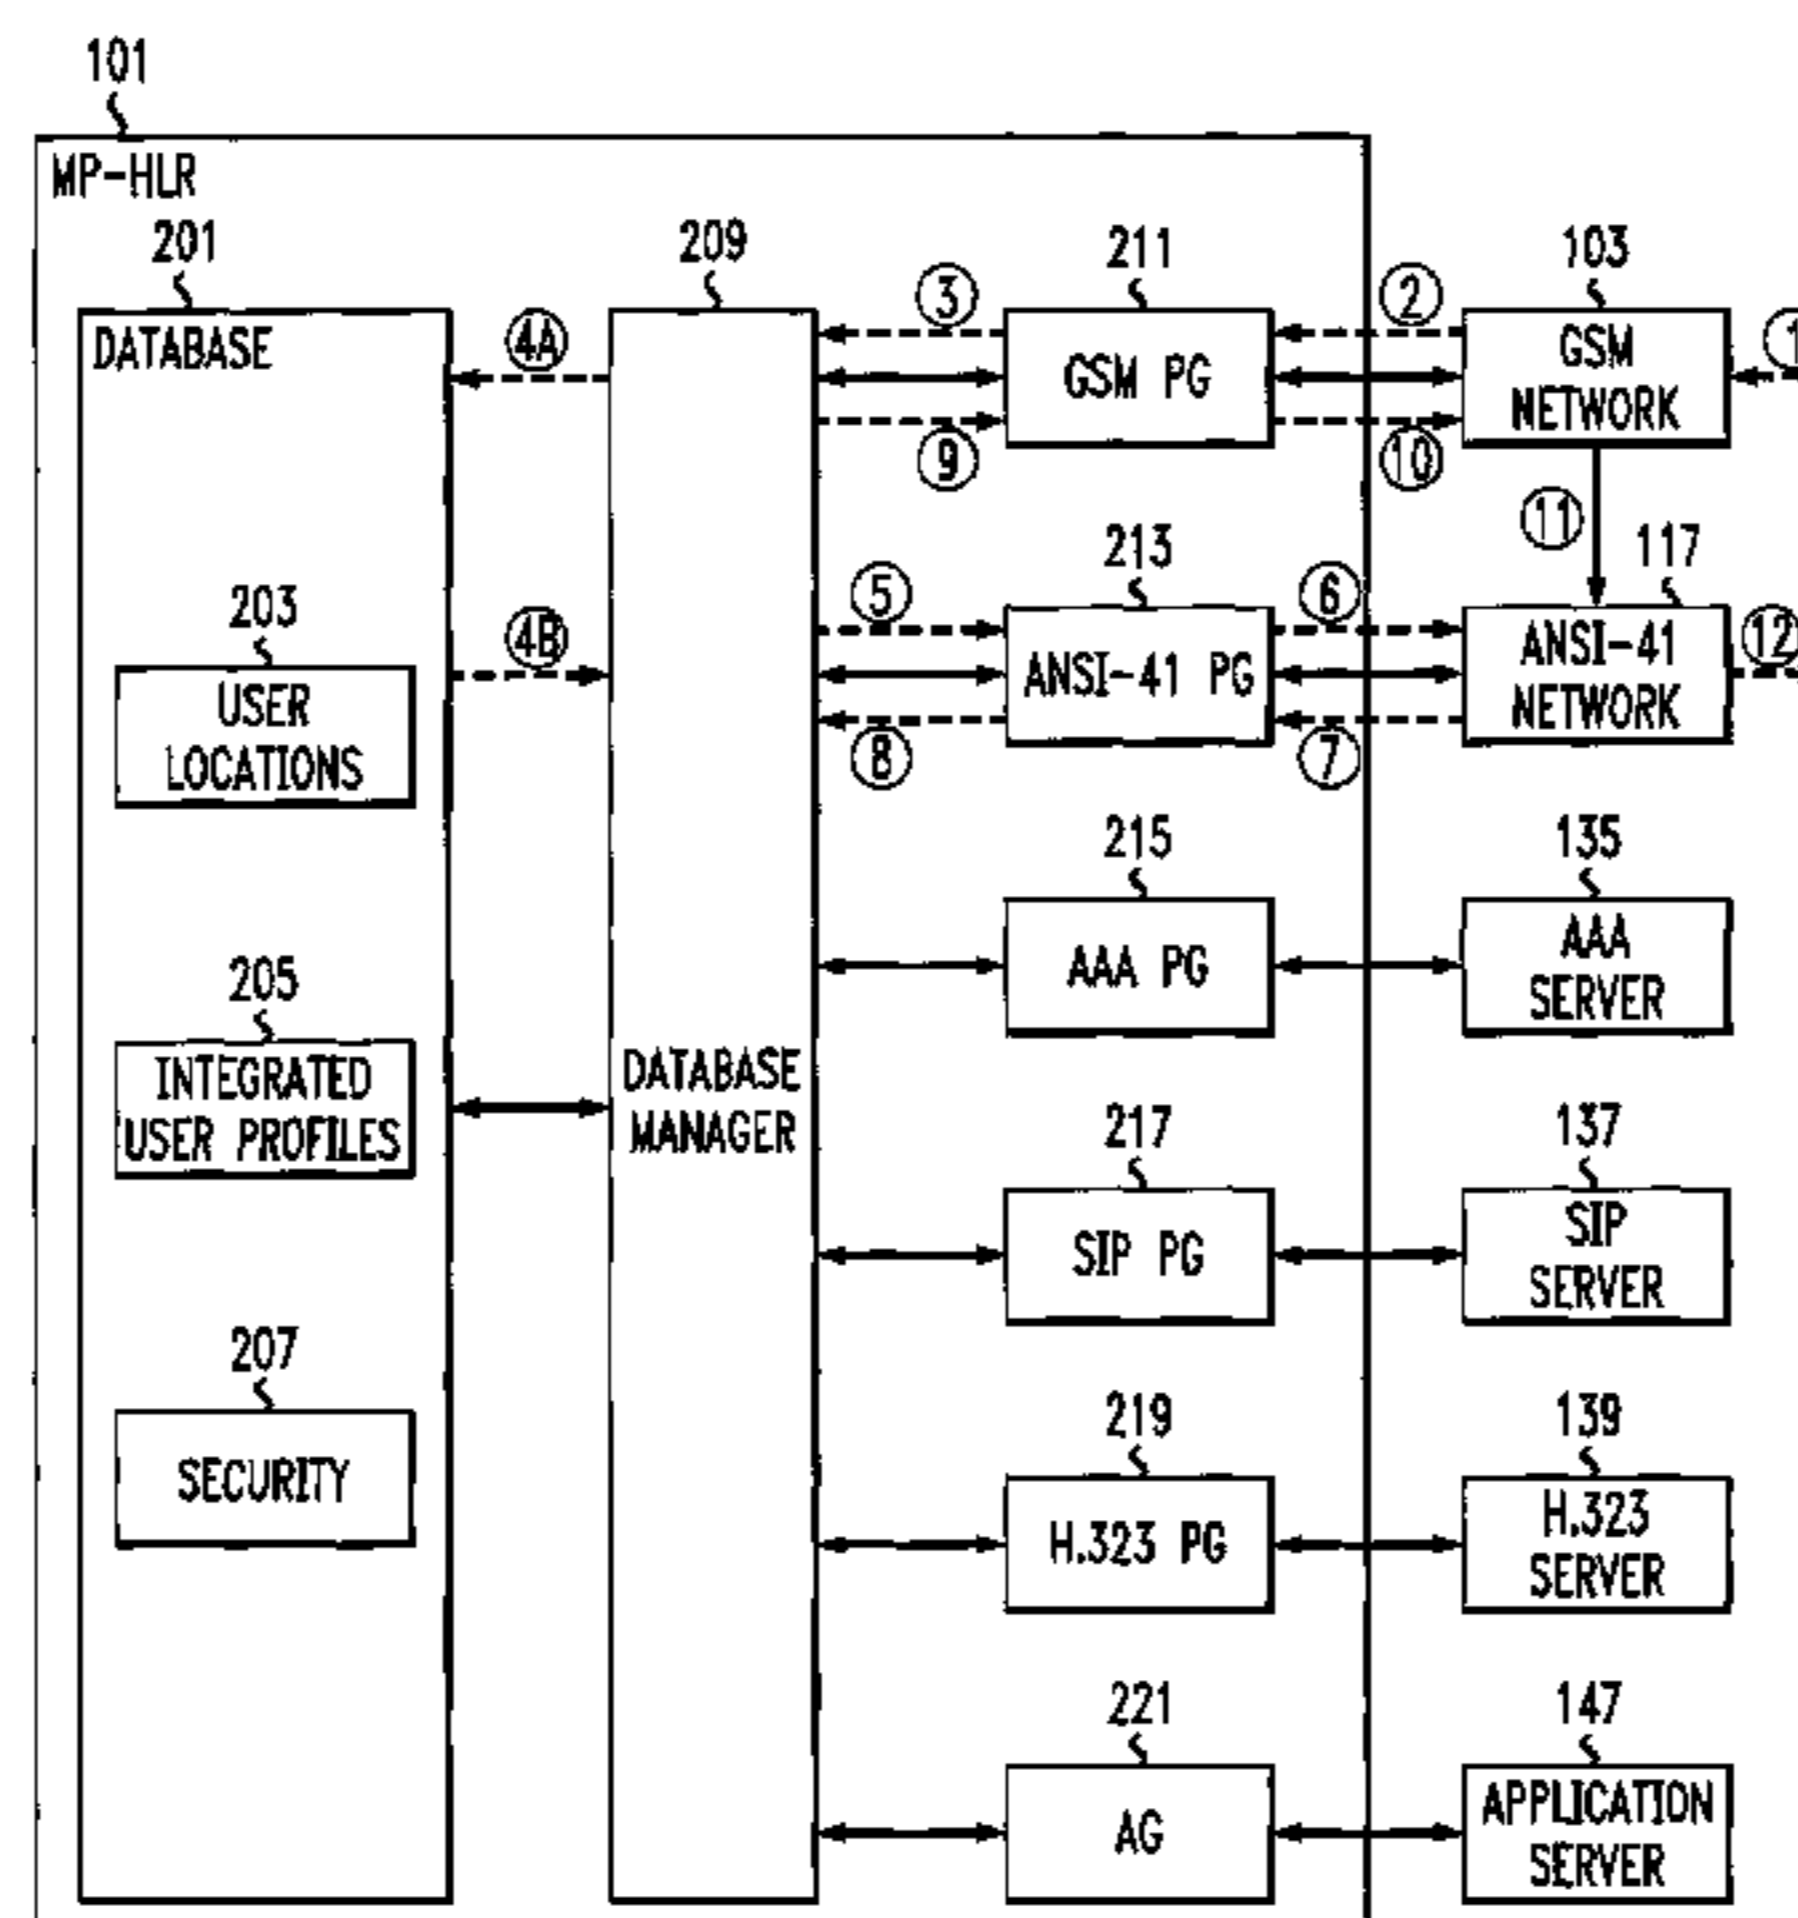 101
MP-HLR
201
209
211
103
3
2
1
DATABASE
4A
GSM PG
GSM
NETWORK
9
10
11
213
117
203
4B
5
6
12
USER
LOCATIONS
ANSI-41 PG
ANSI-41
NETWORK
8
7
215
135
AAA PG
AAA
SERVER
205
INTEGRATED
USER PROFILES
DATABASE
MANAGER
217
137
SIP PG
SIP
SERVER
207
SECURITY
219
139
H.323 PG
H.323
SERVER
221
147
AG
APPLICATION
SERVER